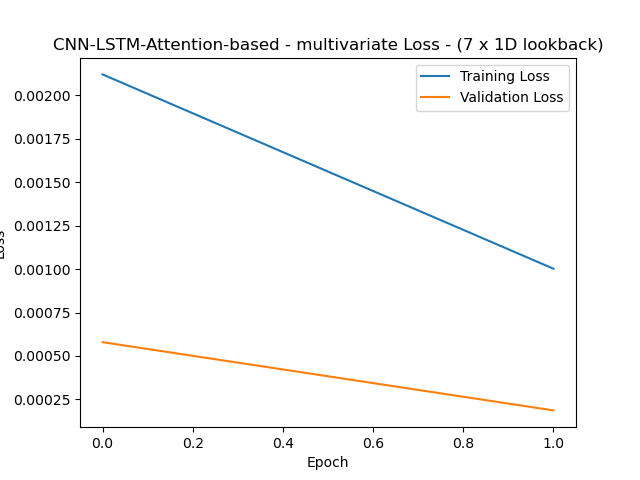 CNN-LSTM-Attention-based - multivariate Loss - (7 x 1D lookback)
Training Loss
Validation Loss
0.00200
0.00175
0.00150
0.00125
0.00100
0.00075
0.00050
0.00025
Loss
0.0 0.2 0.4 0.6 0.8 1.0
Epoch